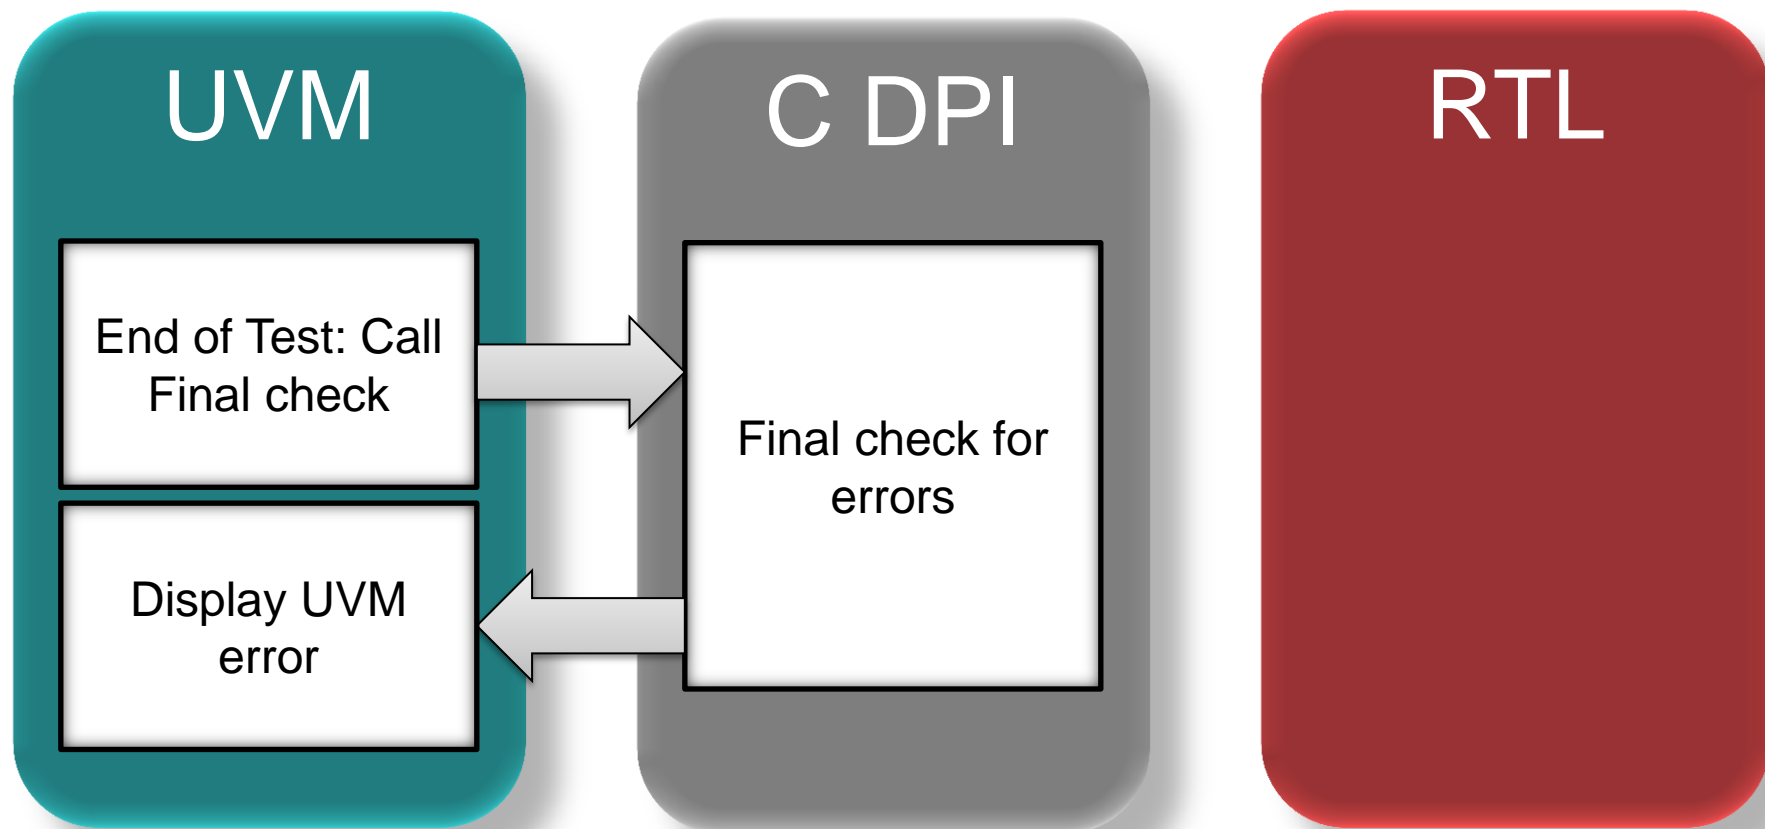 UVM
C DPI
RTL
End of Test: Call
Final check
Final check for
errors
Display UVM
error